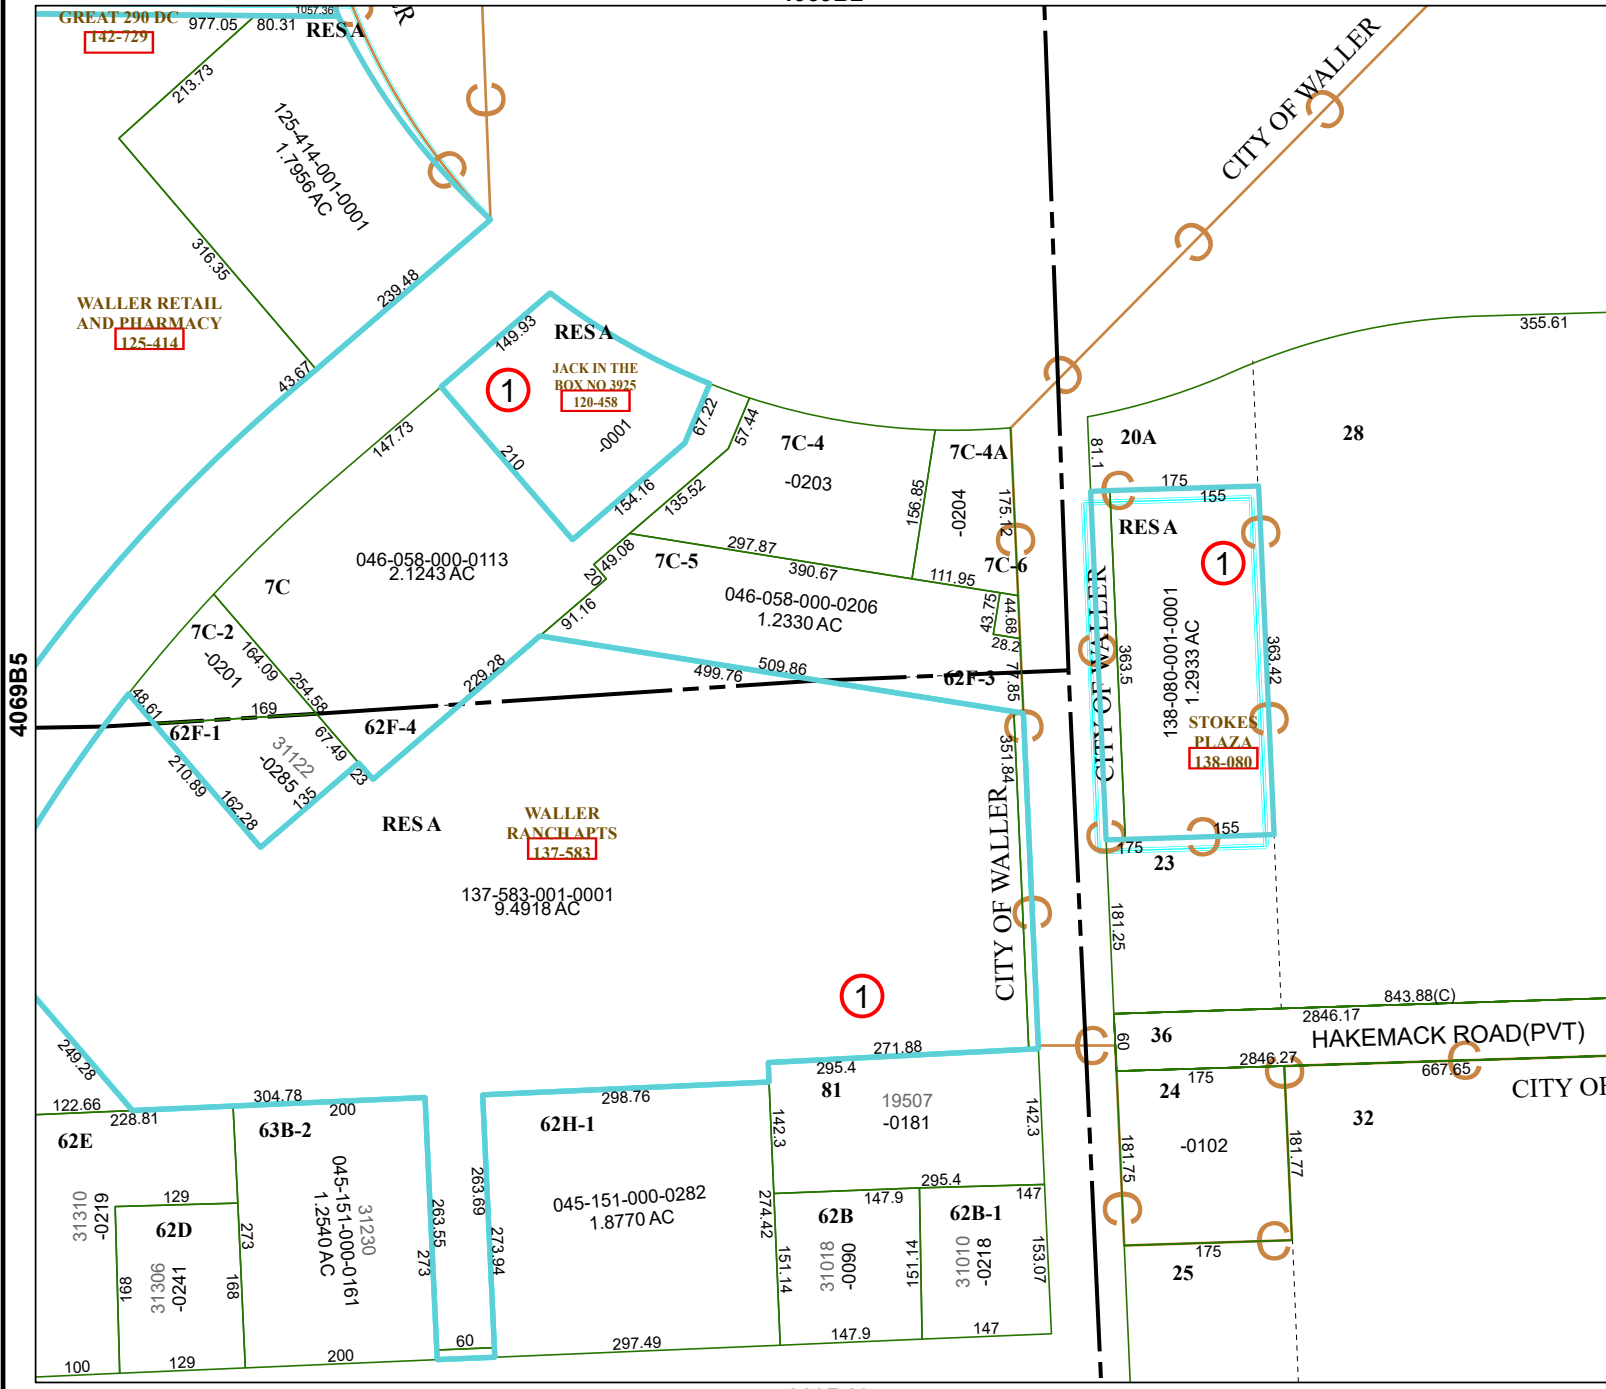 GREAT 290 DC
142-729
977.05
80.31
1057.36
RES A
ER
213.73
125-414-001-0001
1.7956 AC
316.35
239.48
43.67
WALLER RETAIL
AND PHARMACY
125-414
CITY OF WALLER
149.93
RES A
JACK IN THE
BOX NO 3925
120-458
1
-0001
67.22
57.44
210
154.16
135.52
147.73
7C-4
-0203
7C-4A
-0204
156.85
175.12
355.61
20A
28
81.1
175
155
RES A
1
297.87
390.67
111.95
7C-5
7C-6
49.08
20
91.16
046-058-000-0113
2.1243 AC
7C
046-058-000-0206
1.2330 AC
43.75
44.68
28.2
77.85
7C-2
-0201
164.09
254.58
229.28
499.76
509.86
62F-3
4069B5
48.61
169
62F-1
62F-4
67.49
23
31122
-0285
210.89
162.28
135
CITY OF WALLER
363.5
138-080-001-0001
1.2933 AC
363.42
STOKES
PLAZA
138-080
155
175
23
351.84
CITY OF WALLER
RES A
WALLER
RANCH APTS
137-583
137-583-001-0001
9.4918 AC
181.25
1
843.88(C)
2846.17
36
60
HAKEMACK ROAD(PVT)
2846.27
667.65
249.28
271.88
295.4
175
24
CITY OF
122.66
228.81
304.78
200
298.76
81
19507
-0181
142.3
142.3
62E
63B-2
62H-1
32
-0102
181.75
181.77
31310
-0219
129
62D
31306
-0241
168
168
273
31230
045-151-000-0161
1.2540 AC
263.55
273
263.69
273.94
045-151-000-0282
1.8770 AC
274.42
295.4
147.9
147
62B
62B-1
31018
-0090
151.14
151.14
31010
-0218
153.07
175
25
100
129
200
60
297.49
147.9
147